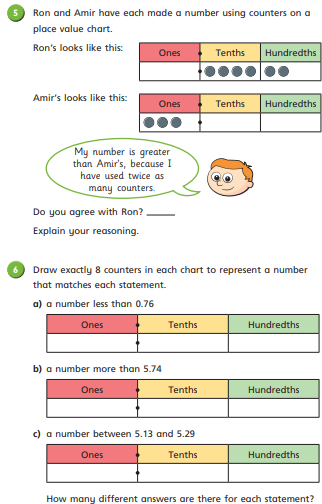 5 Ron and Amir have each made a number using counters on a
place value chart.
Ron's looks like this:
Ones Tenths Hundredths
Amir's looks like this:
Ones Tenths Hundredths
My number is greater
than Amir's, because I
have used twice as
many counters.
Do you agree with Ron? _____
Explain your reasoning.
6 Draw exactly 8 counters in each chart to represent a number
that matches each statement.
a) a number less than 0.76
Ones Tenths Hundredths
b) a number more than 5.74
Ones Tenths Hundredths
c) a number between 5.13 and 5.29
Ones Tenths Hundredths
How many different answers are there for each statement?